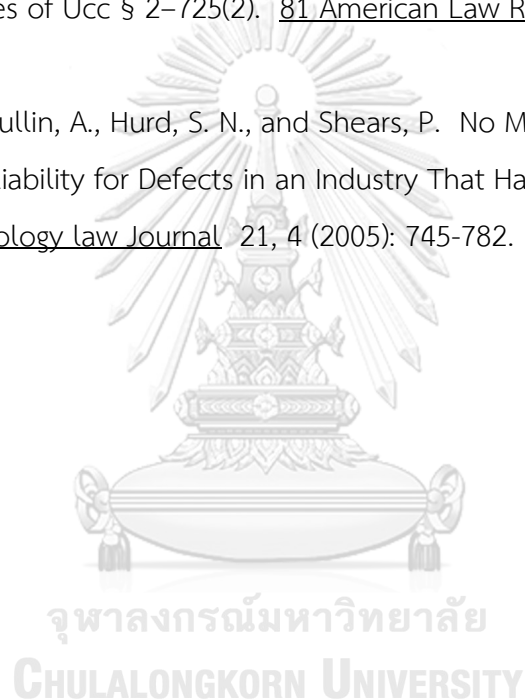 es of Ucc § 2–725(2). 81 American Law R
ullin, A., Hurd, S. N., and Shears, P. No M
iability for Defects in an Industry That Ha
ology law Journal 21, 4 (2005): 745-782.
จุฬาลงกรณ์มหาวิทยาลัย
CHULALONGKORN UNIVERSITY